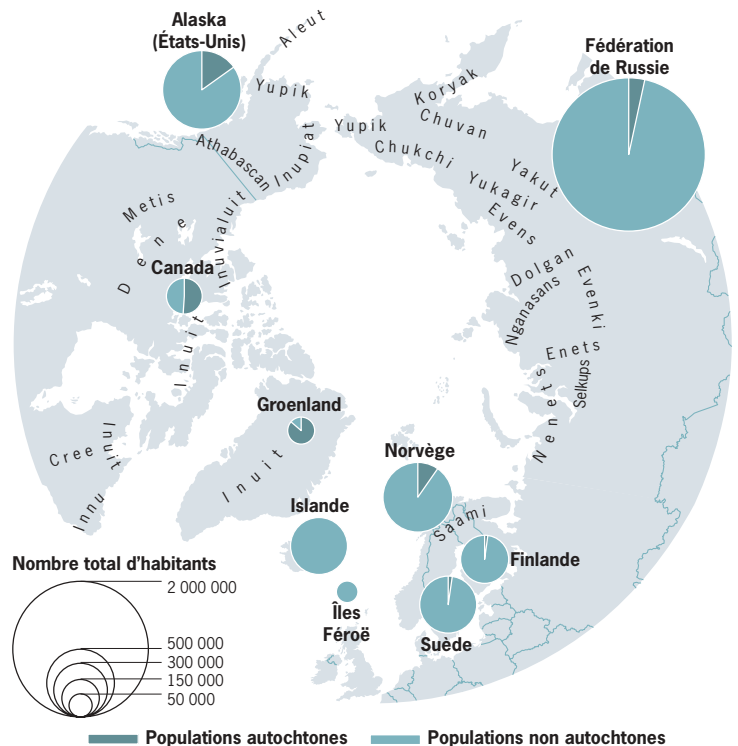 Alaska
(États-Unis)
Aleut
Fédération
de Russie
Yupik
Koryak
Yupik
Chuvan
Chukchi
Athabascan
Inupiat
Yakut
Yukagir
Metis
Evens
Dene
Inuvialuit
Canada
Dolgan
Evenki
Nganasans
Inuit
Enets
Selkups
Nenets
Groenland
Inuit
Cree
Inuit
Innu
Norvège
Saami
Islande
Finlande
Îles
Féroë
Suède
Nombre total d'habitants
2 000 000
500 000
300 000
150 000
50 000
Populations autochtones
Populations non autochtones